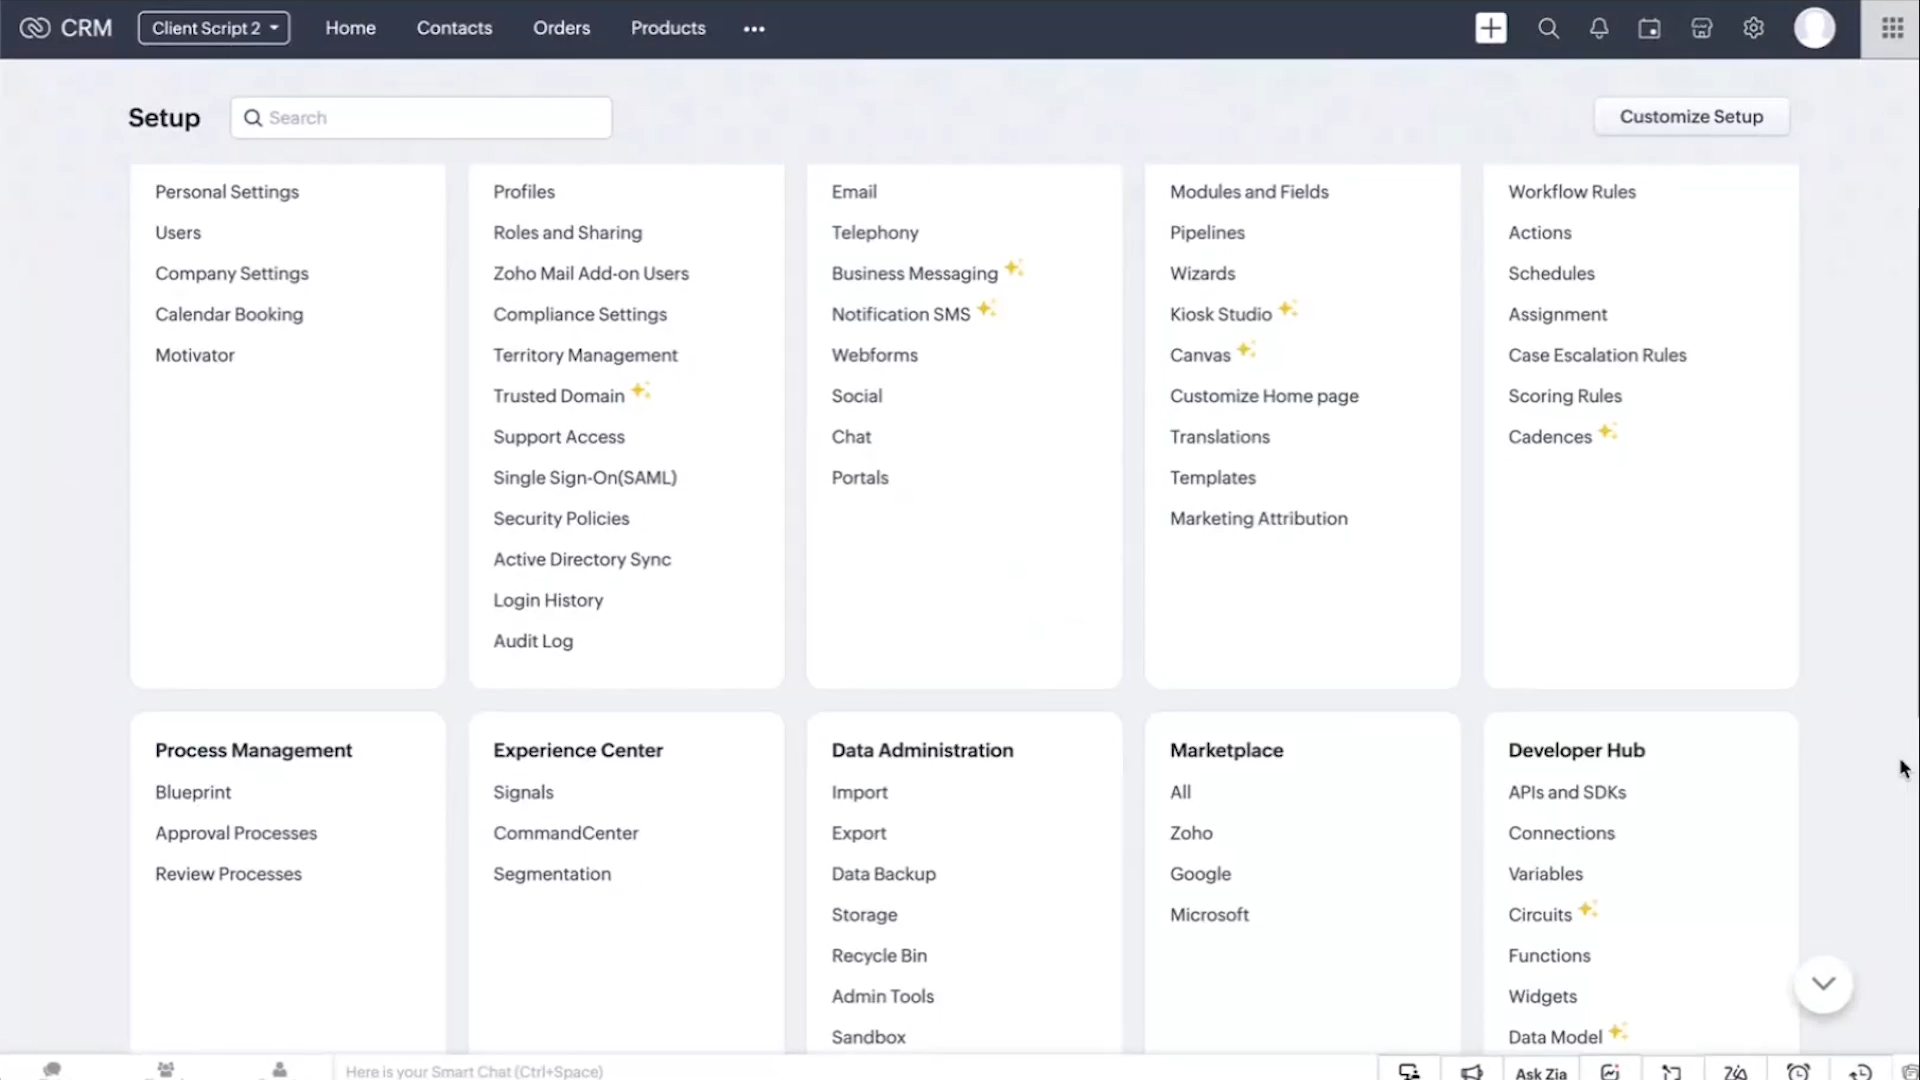 CRM
Client Script 2
Home
Contacts
Orders
Products
Setup
Search
Customize Setup
Personal Settings
Users
Company Settings
Calendar Booking
Motivator
Profiles
Roles and Sharing
Zoho Mail Add-on Users
Compliance Settings
Territory Management
Trusted Domain
Support Access
Single Sign-On(SAML)
Security Policies
Active Directory Sync
Login History
Audit Log
Email
Telephony
Business Messaging
Notification SMS
Webforms
Social
Chat
Portals
Modules and Fields
Pipelines
Wizards
Kiosk Studio
Canvas
Customize Home page
Translations
Templates
Marketing Attribution
Workflow Rules
Actions
Schedules
Assignment
Case Escalation Rules
Scoring Rules
Cadences
Process Management
Blueprint
Approval Processes
Review Processes
Experience Center
Signals
CommandCenter
Segmentation
Data Administration
Import
Export
Data Backup
Storage
Recycle Bin
Admin Tools
Sandbox
Marketplace
All
Zoho
Google
Microsoft
Developer Hub
APIs and SDKs
Connections
Variables
Circuits
Functions
Widgets
Data Model
Here is your Smart Chat (Ctrl+Space)
Ask Zia